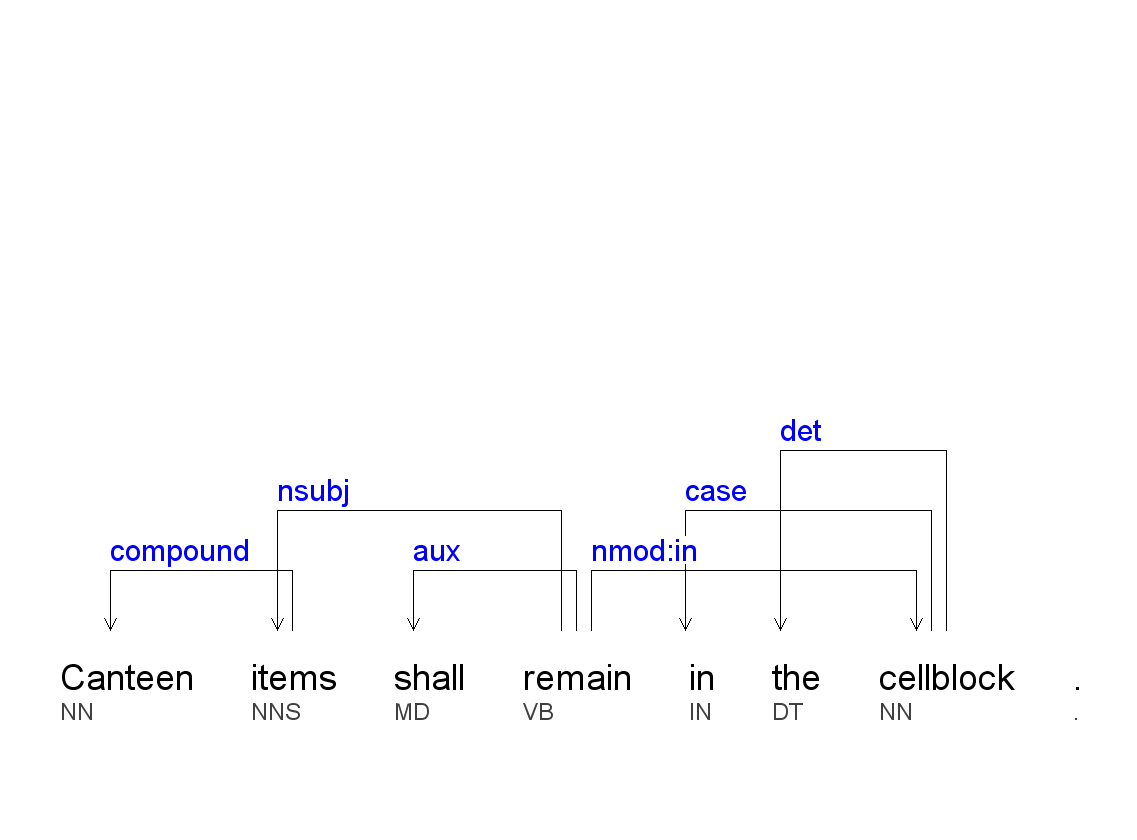 det
nsubj case
compound aux nmod:in
Canteen items shall remain in the cellblock .
NN NNS MD VB IN DT NN .